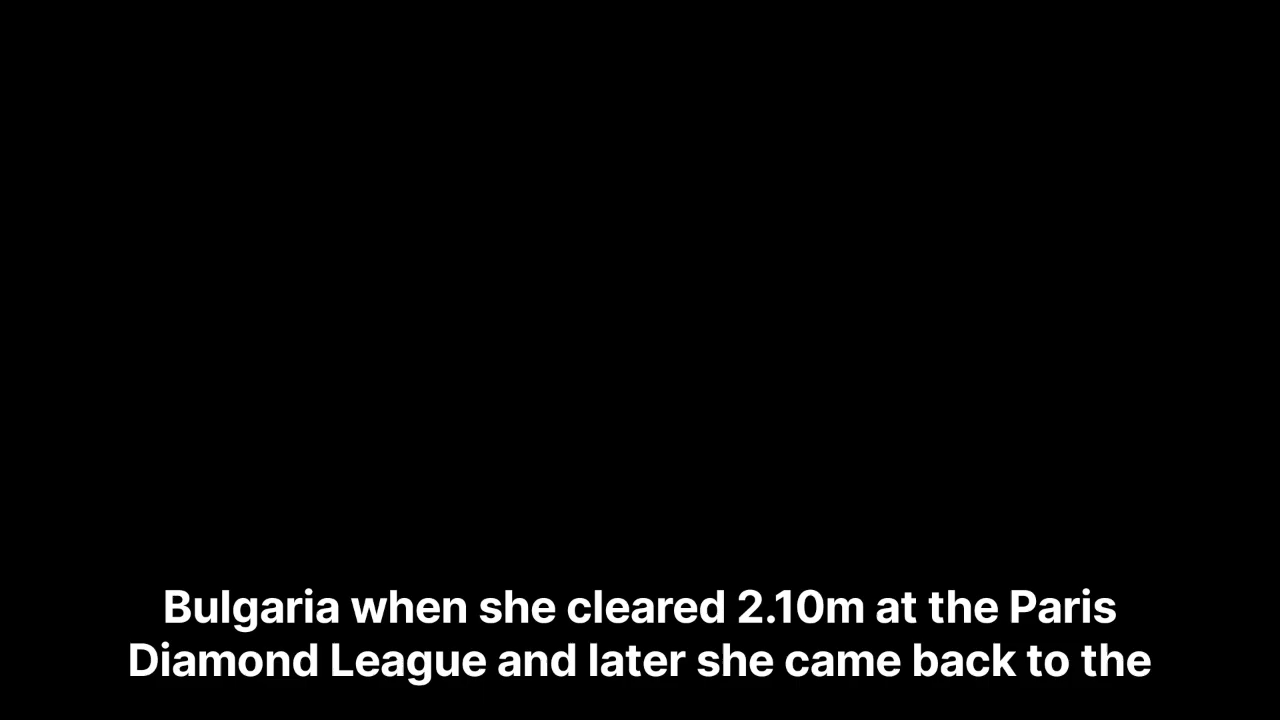 Bulgaria when she cleared 2.10m at the Paris
Diamond League and later she came back to the